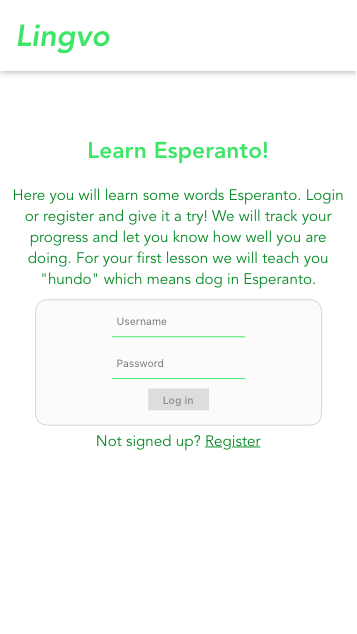 Lingvo
Learn Esperanto!
Here you will learn some words Esperanto. Login
or register and give it a try! We will track your
progress and let you know how well you are
doing. For your first lesson we will teach you
"hundo" which means dog in Esperanto.
Username
Password
Log in
Not signed up? Register